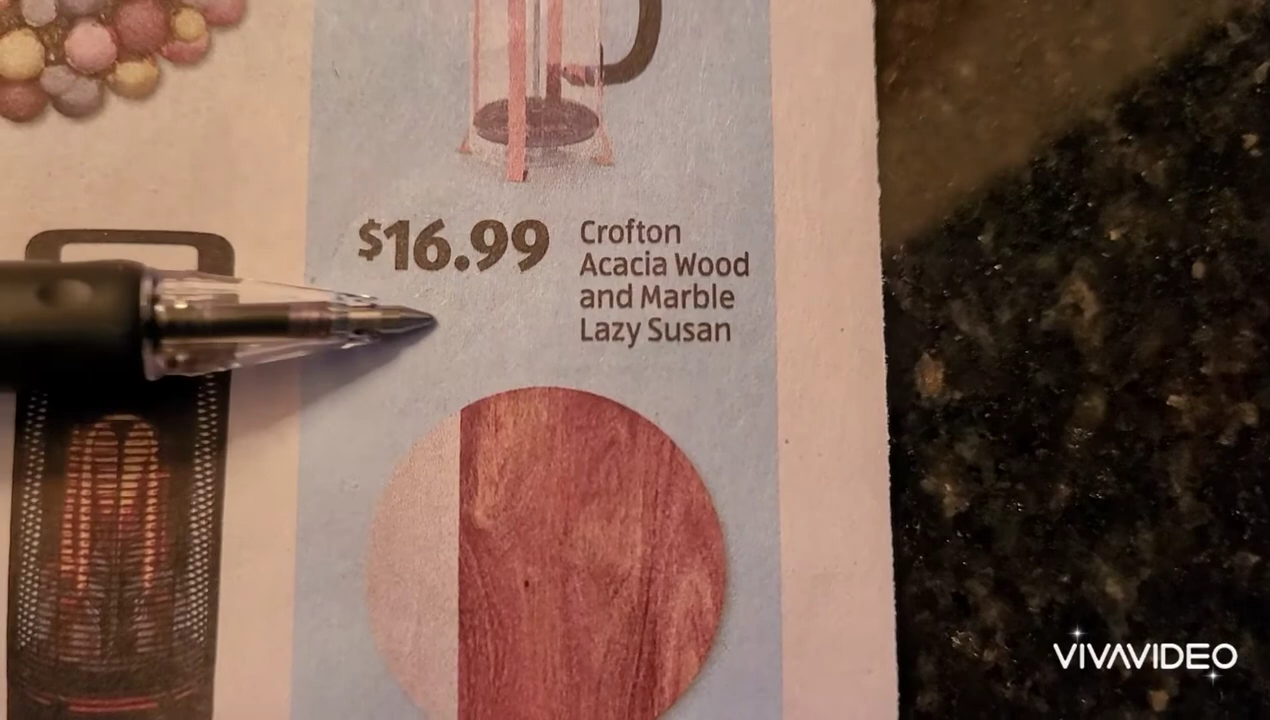 $16.99
Crofton
Acacia Wood
and Marble
Lazy Susan
VIVAVIDEO